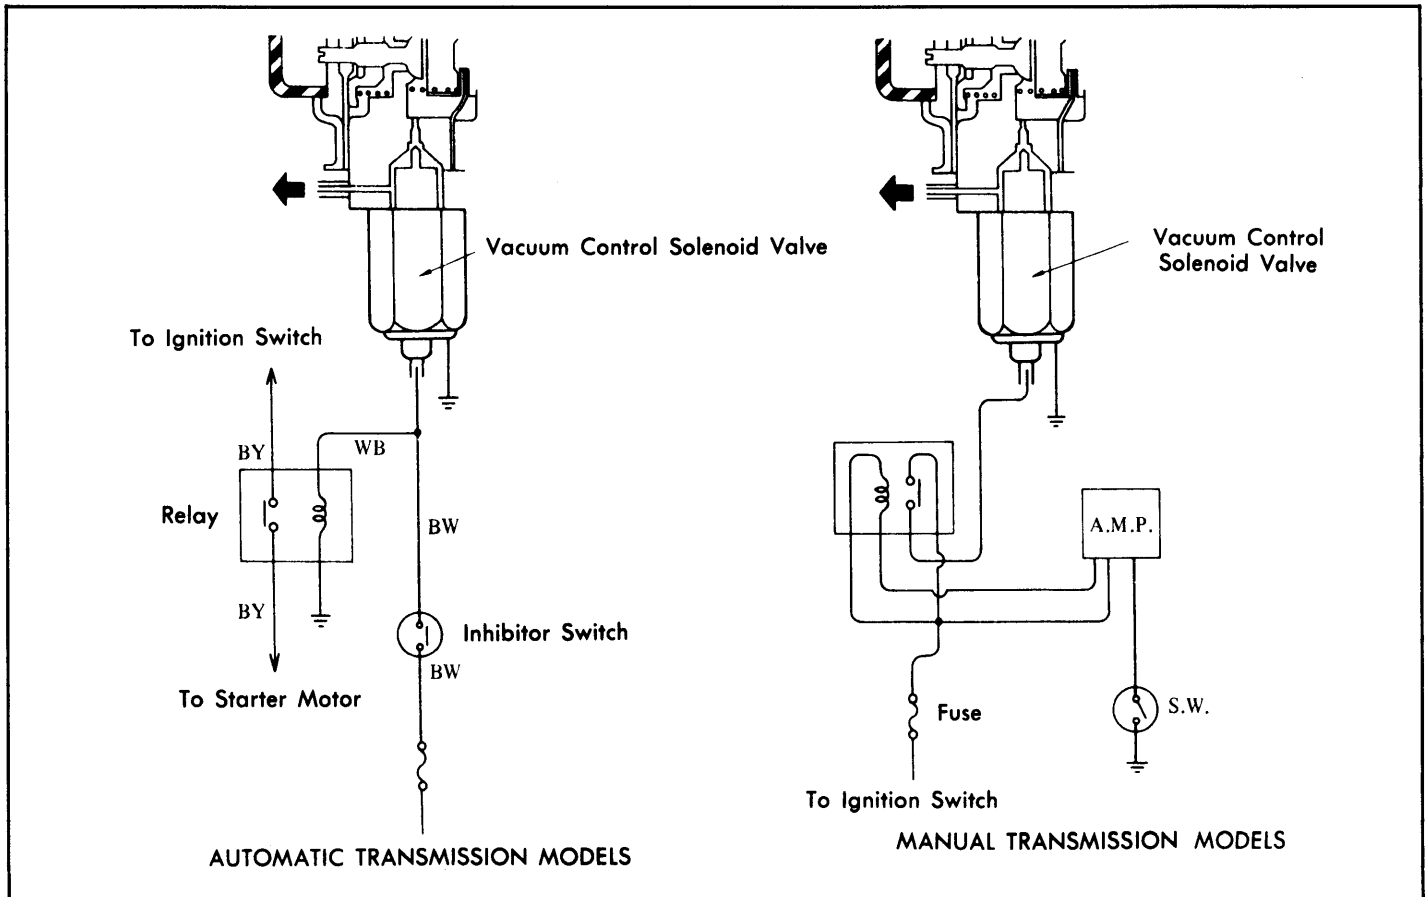 Vacuum Control Solenoid Valve
To Ignition Switch
BY
WB
Relay
BW
BY
Inhibitor Switch
BW
To Starter Motor
AUTOMATIC TRANSMISSION MODELS
Vacuum Control
Solenoid Valve
A.M.P.
S.W.
Fuse
To Ignition Switch
MANUAL TRANSMISSION MODELS